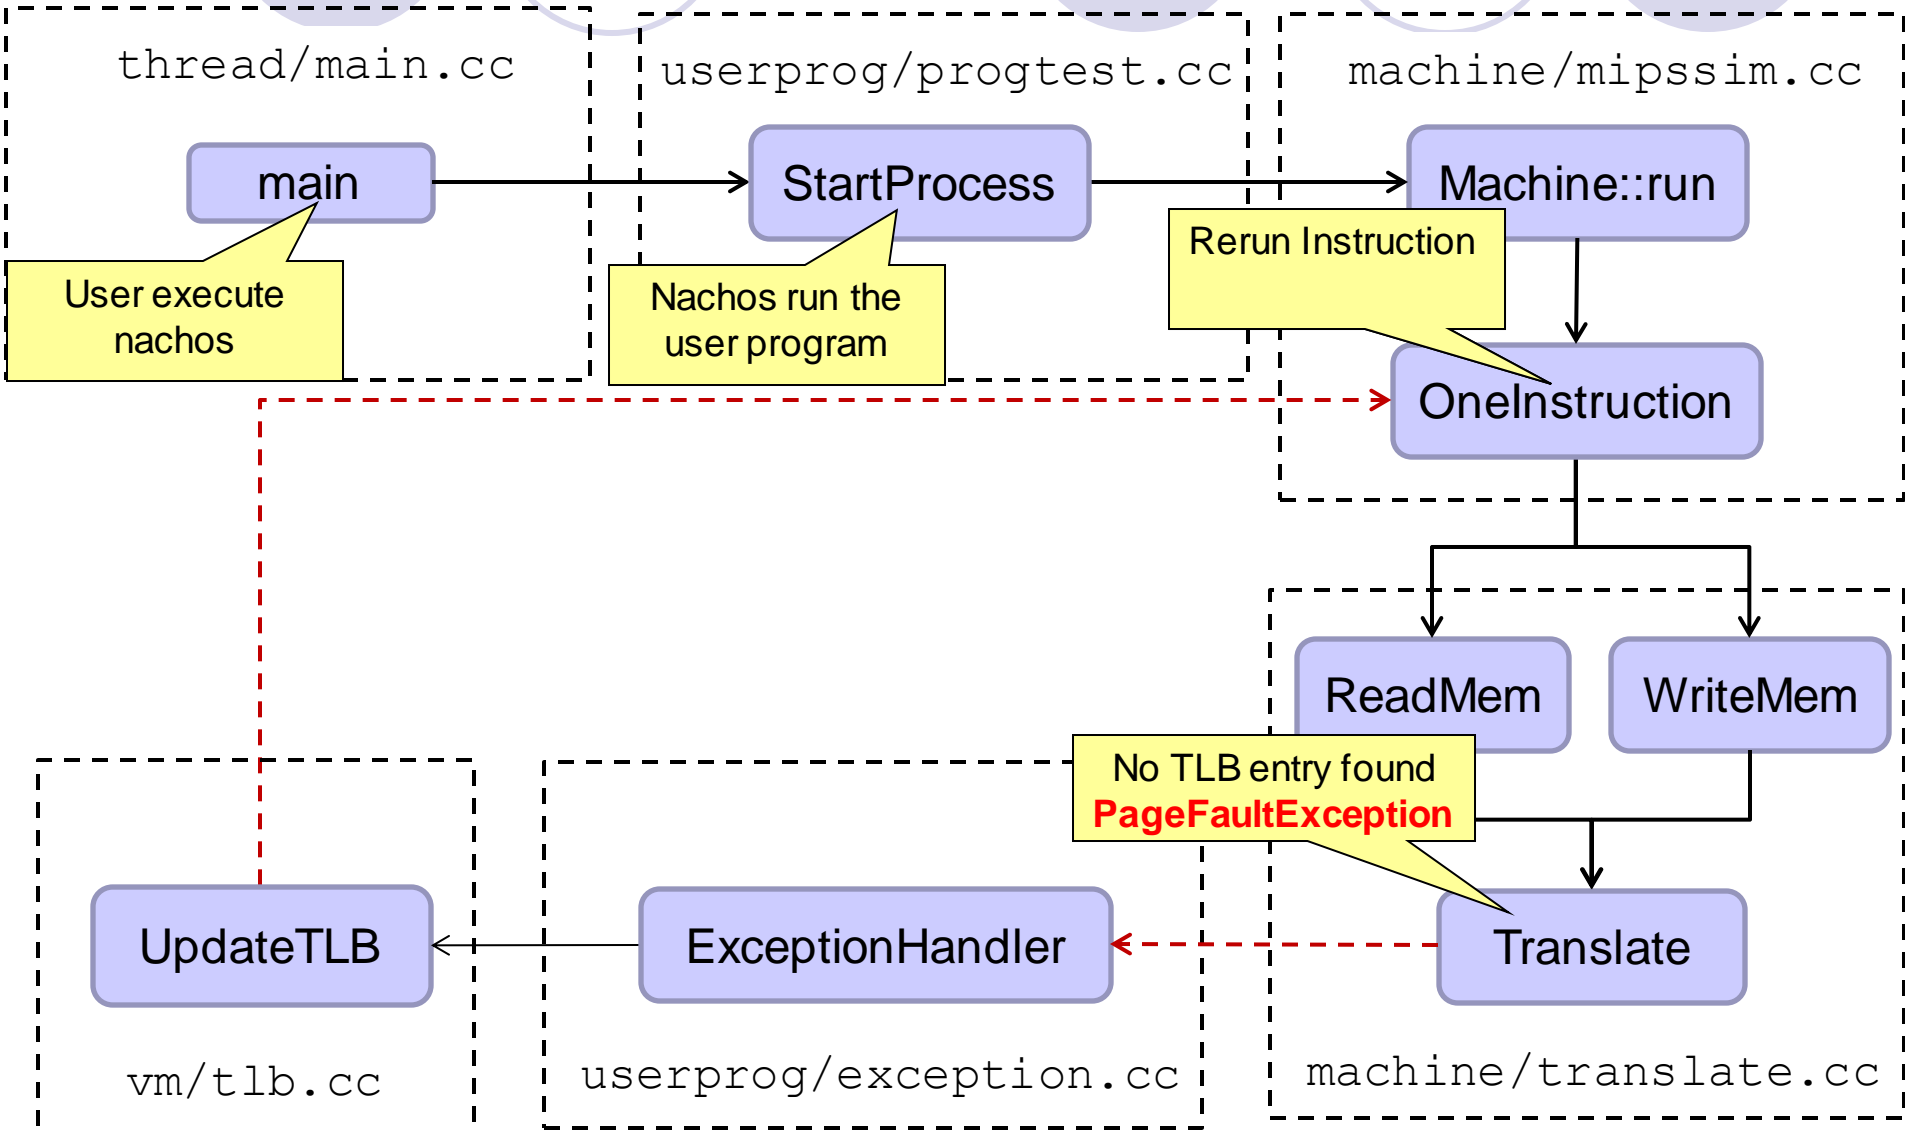 thread/main.cc
userprog/progtest.cc
machine/mipssim.cc
main
StartProcess
Machine::run
User execute
nachos
Nachos run the
user program
Rerun Instruction
OneInstruction
ReadMem
WriteMem
No TLB entry found
PageFaultException
UpdateTLB
ExceptionHandler
Translate
vm/tlb.cc
userprog/exception.cc
machine/translate.cc